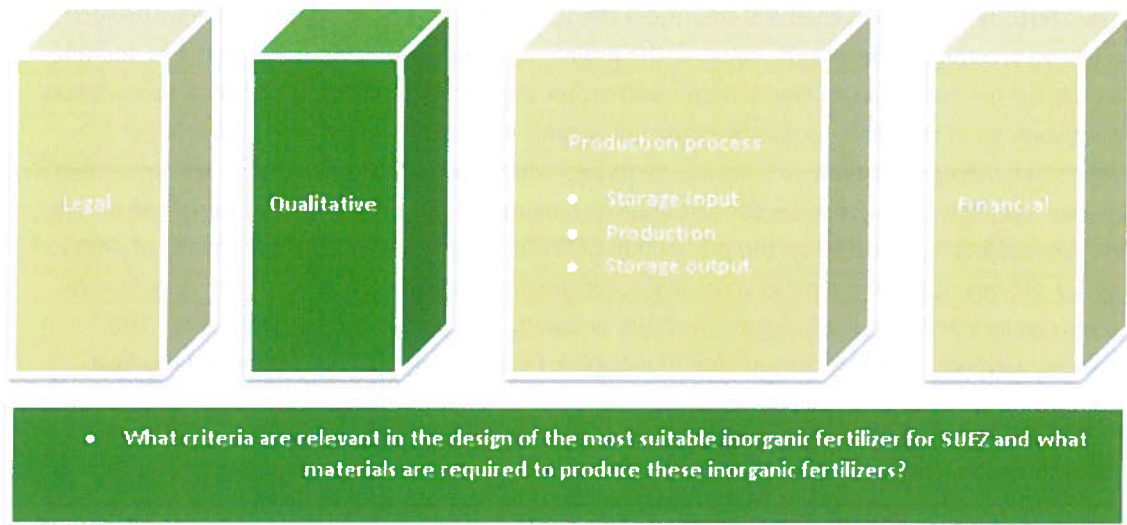 Legal
Qualitative
Production process
• Storage input
• Production
• Storage output
Financial
• What criteria are relevant in the design of the most suitable inorganic fertilizer for SUEZ and what
materials are required to produce these inorganic fertilizers?